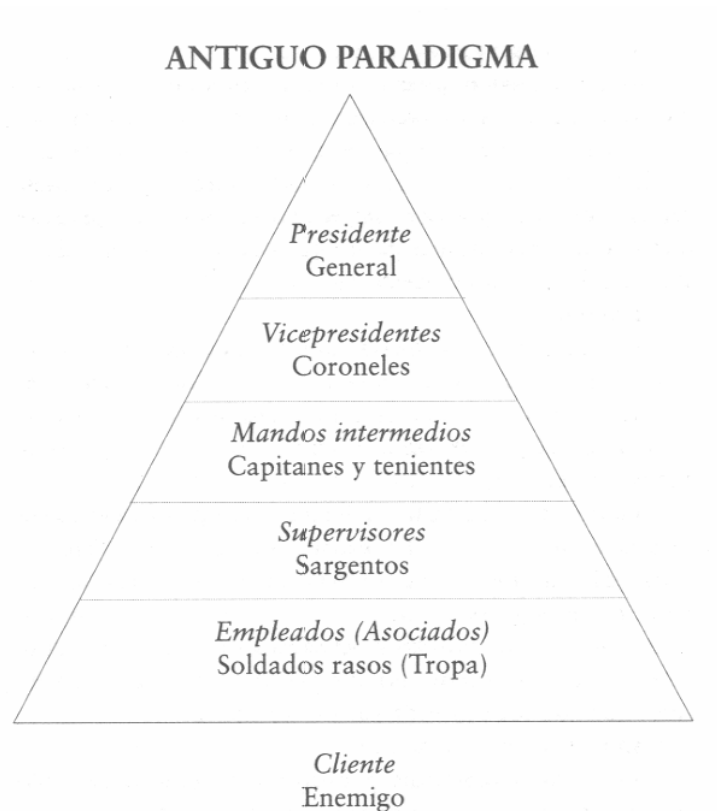 ANTIGUO PARADIGMA
Presidente
General
Vicepresidentes
Coroneles
Mandos intermedios
Capitanes y tenientes
Supervisores
Sargentos
Empleados (Asociados)
Soldados rasos (Tropa)
Cliente
Enemigo